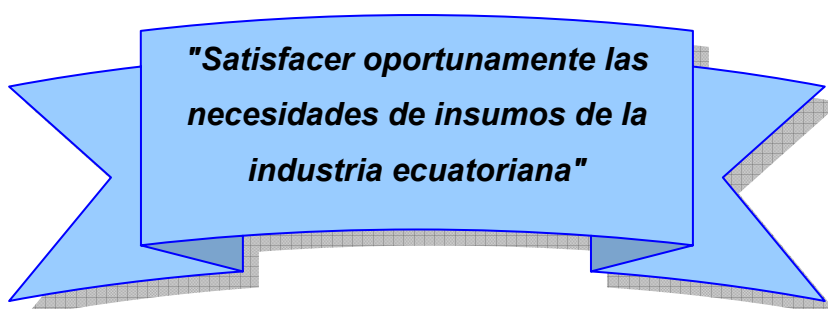 "Satisfacer oportunamente las
necesidades de insumos de la
industria ecuatoriana"